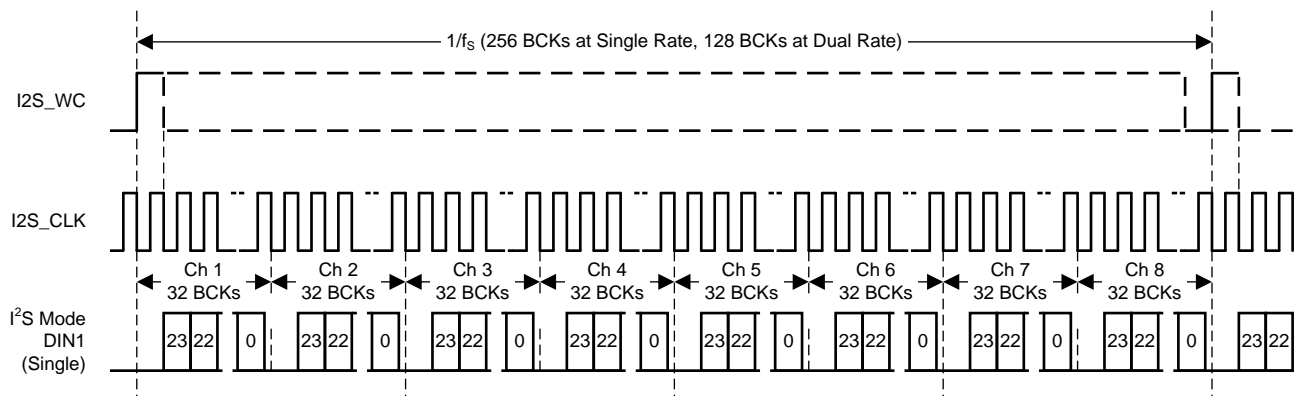 1/fS (256 BCKs at Single Rate, 128 BCKs at Dual Rate)
I2S_WC
I2S_CLK
Ch 1 Ch 2 Ch 3 Ch 4 Ch 5 Ch 6 Ch 7 Ch 8
32 BCKs 32 BCKs 32 BCKs 32 BCKs 32 BCKs 32 BCKs 32 BCKs 32 BCKs
I²S Mode
DIN1
(Single)
23 22 0 23 22 0 23 22 0 23 22 0 23 22 0 23 22 0 23 22 0 23 22 0 23 22